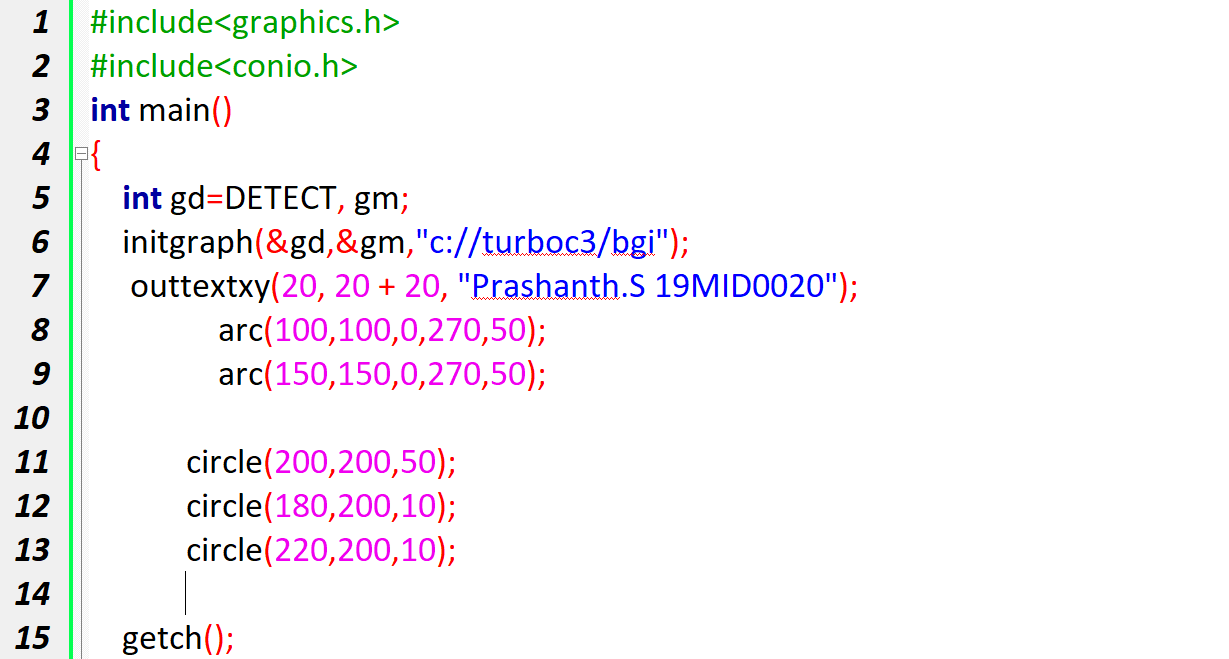 1 #include<graphics.h>
2 #include<conio.h>
3 int main()
4 {
5 int gd=DETECT, gm;
6 initgraph(&gd,&gm,"c://turboc3/bgi");
7 outtextxy(20, 20 + 20, "Prashanth.S 19MID0020");
8 arc(100,100,0,270,50);
9 arc(150,150,0,270,50);
10
11 circle(200,200,50);
12 circle(180,200,10);
13 circle(220,200,10);
14
15 getch();